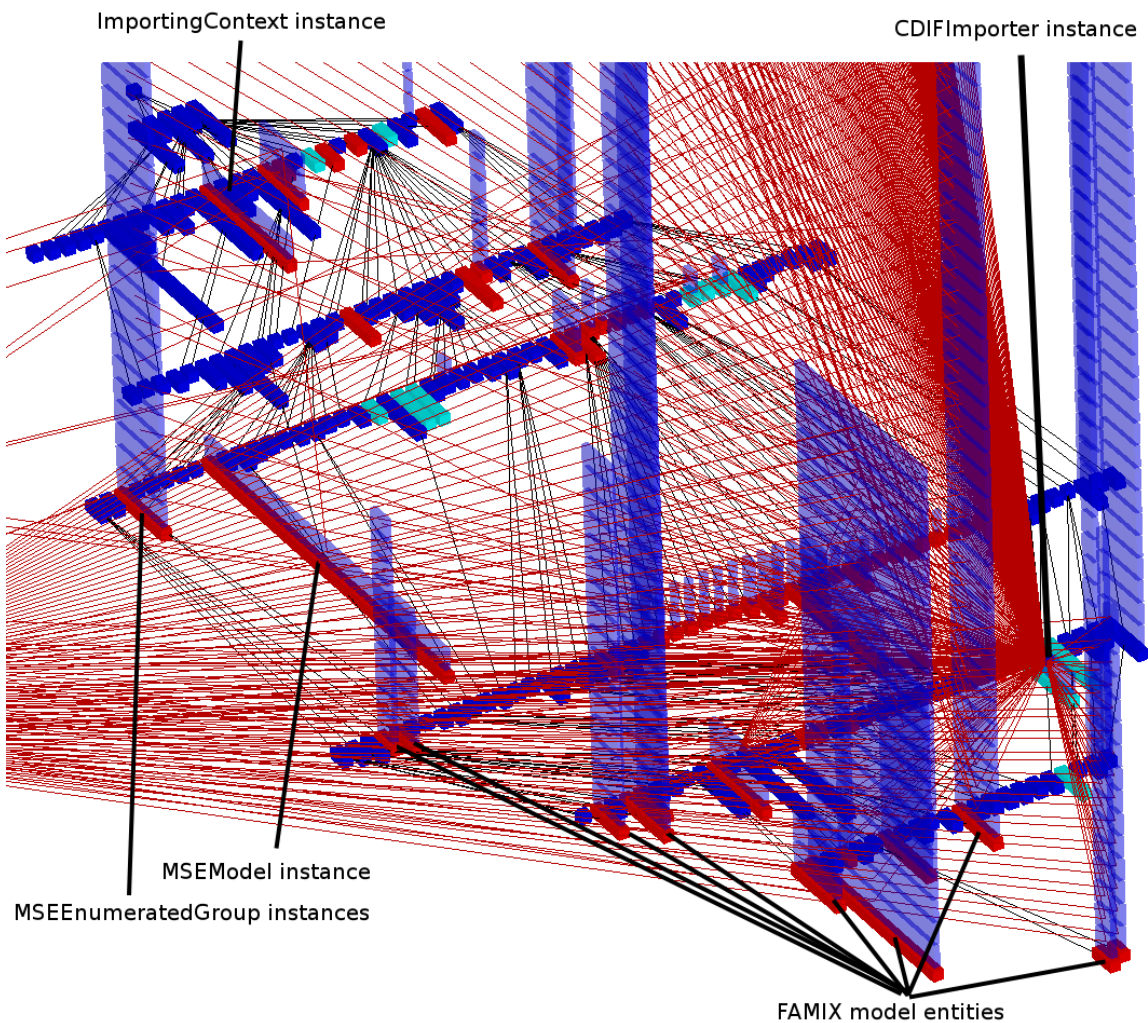 ImportingContext instance
CDIFImporter instance
MSEModel instance
MSEEnumeratedGroup instances
FAMIX model entities